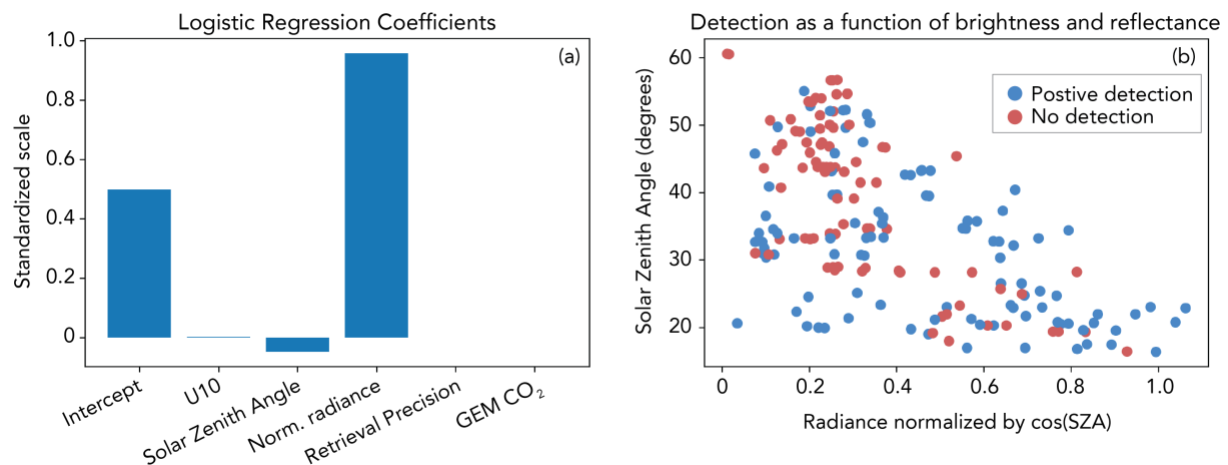 Logistic Regression Coefficients
(a)
Standardized scale
1.0
0.8
0.6
0.4
0.2
0
Intercept
U10
Solar Zenith Angle
Norm. radiance
Retrieval Precision
GEM CO₂
Detection as a function of brightness and reflectance
(b)
Postive detection
No detection
Solar Zenith Angle (degrees)
60
50
40
30
20
0 0.2 0.4 0.6 0.8 1.0
Radiance normalized by cos(SZA)